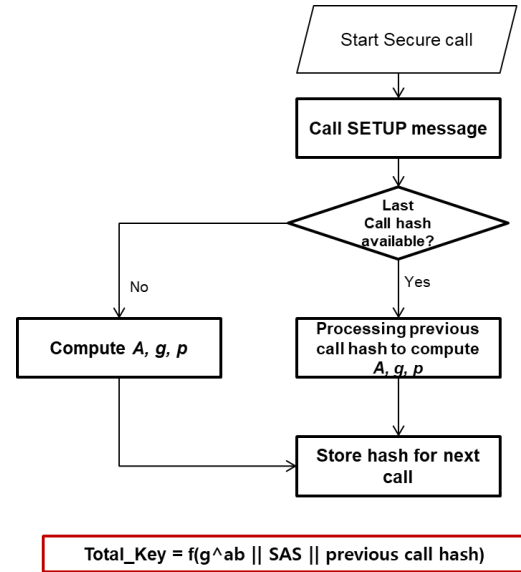 Start Secure call
Call SETUP message
Last
Call hash
available?
No
Yes
Compute A, g, p
Processing previous
call hash to compute
A, g, p
Store hash for next
call
Total_Key = f(g^ab || SAS || previous call hash)